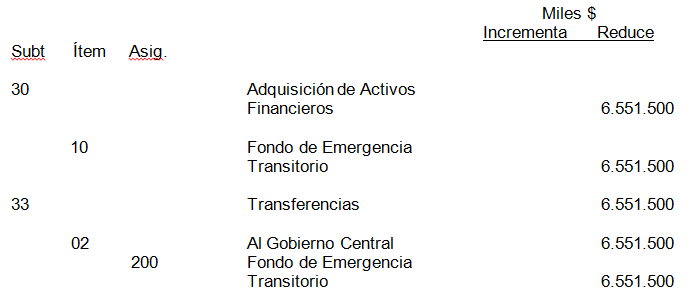 Miles $
Incrementa Reduce
Subt Ítem Asig.
30 Adquisición de Activos
Financieros 6.551.500
10 Fondo de Emergencia
Transitorio 6.551.500
33 Transferencias 6.551.500
02 Al Gobierno Central 6.551.500
200 Fondo de Emergencia
Transitorio 6.551.500